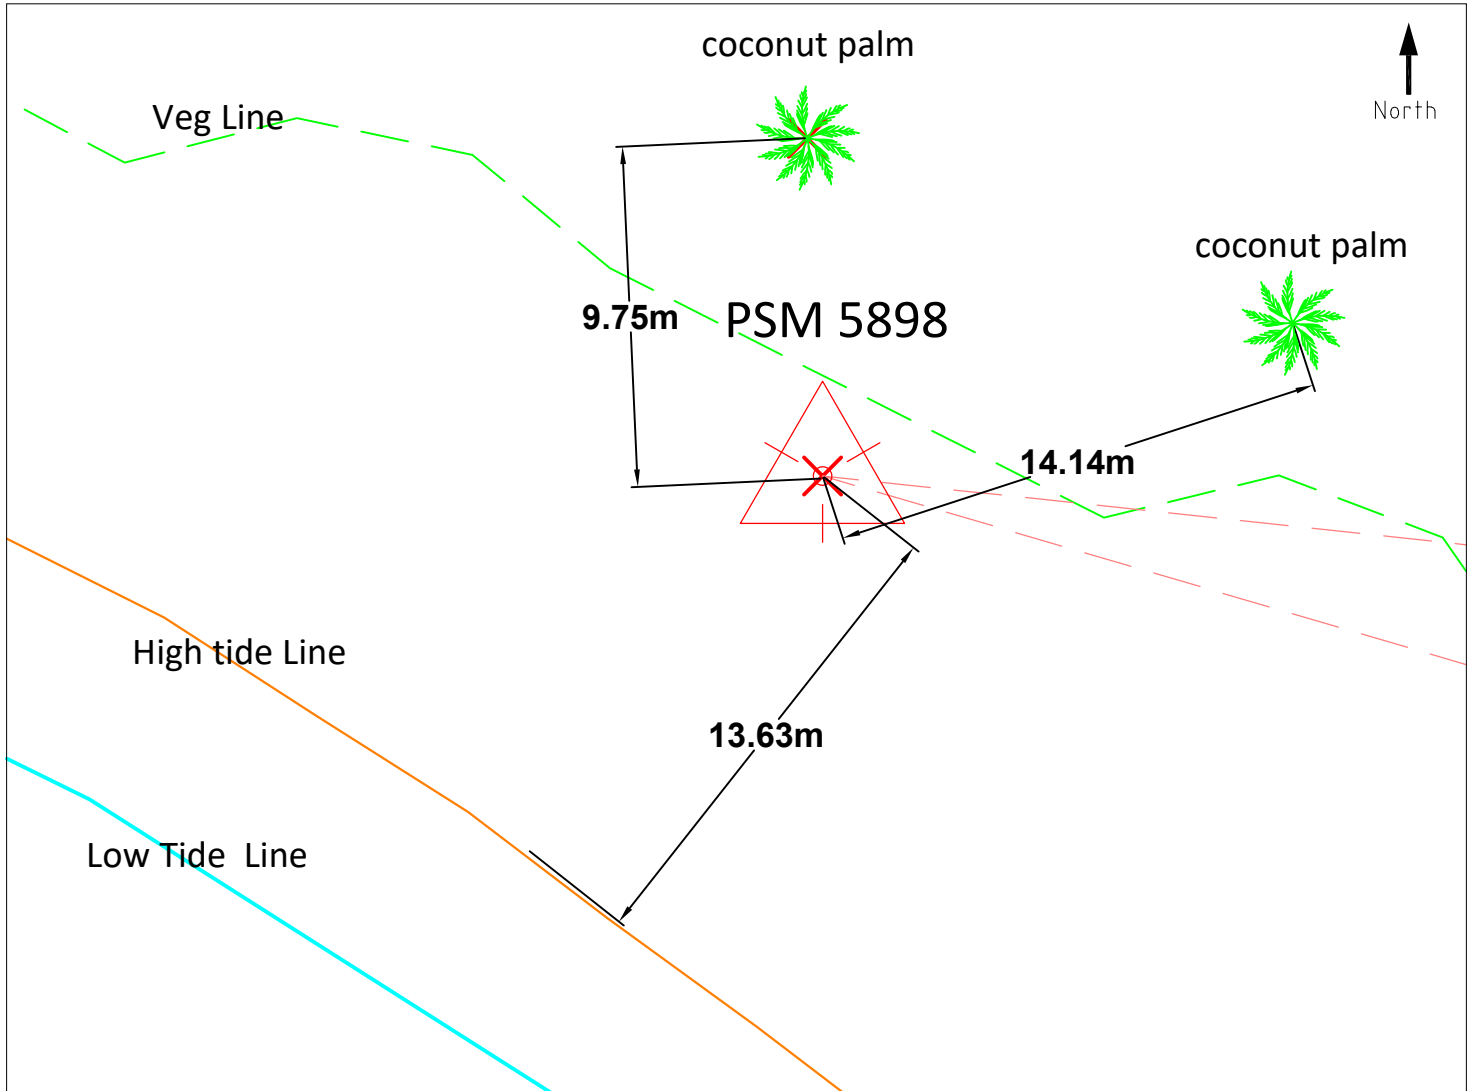 coconut palm
North
Veg Line
coconut palm
9.75m
PSM 5898
14.14m
High tide Line
13.63m
Low Tide  Line